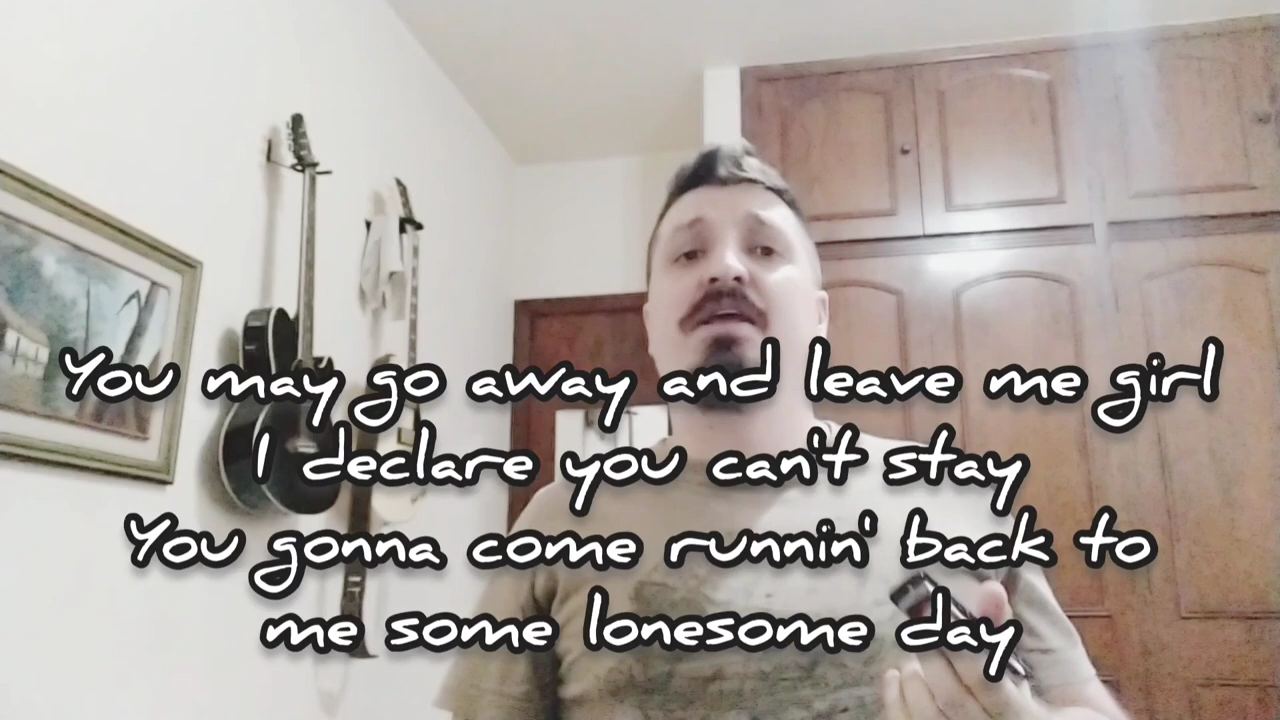 You may go away and leave me girl
I declare you can't stay
You gonna come runnin' back to
me some lonesome day